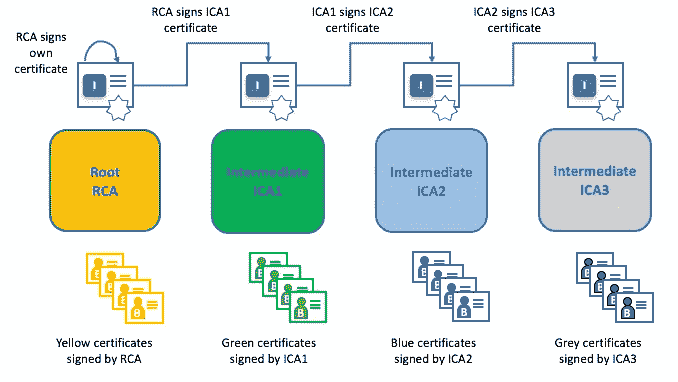 RCA signs
own
certificate
RCA signs ICA1
certificate
ICA1 signs ICA2
certificate
ICA2 signs ICA3
certificate
I
I
I
I
Root
RCA
Intermediate
ICA1
Intermediate
ICA2
Intermediate
ICA3
B
B
B
B
Yellow certificates
signed by RCA
Green certificates
signed by ICA1
Blue certificates
signed by ICA2
Grey certificates
signed by ICA3